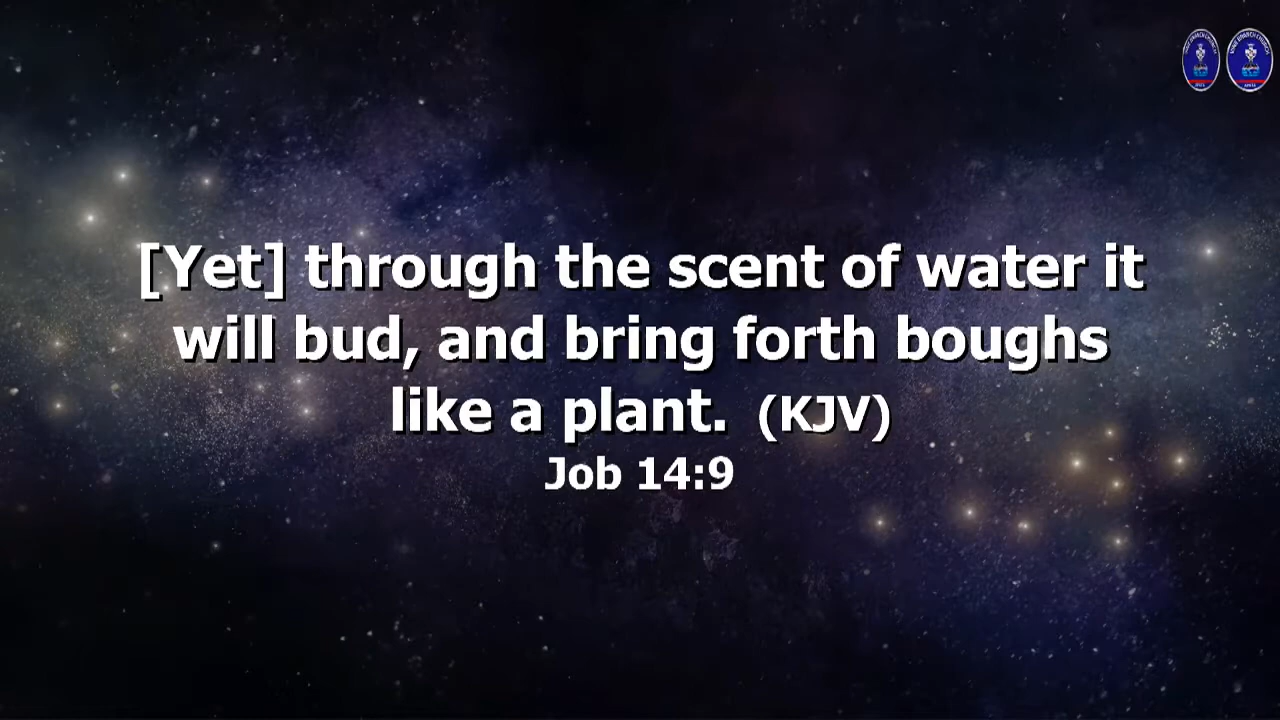 [Yet] through the scent of water it
will bud, and bring forth boughs
like a plant. (KJV)
Job 14:9